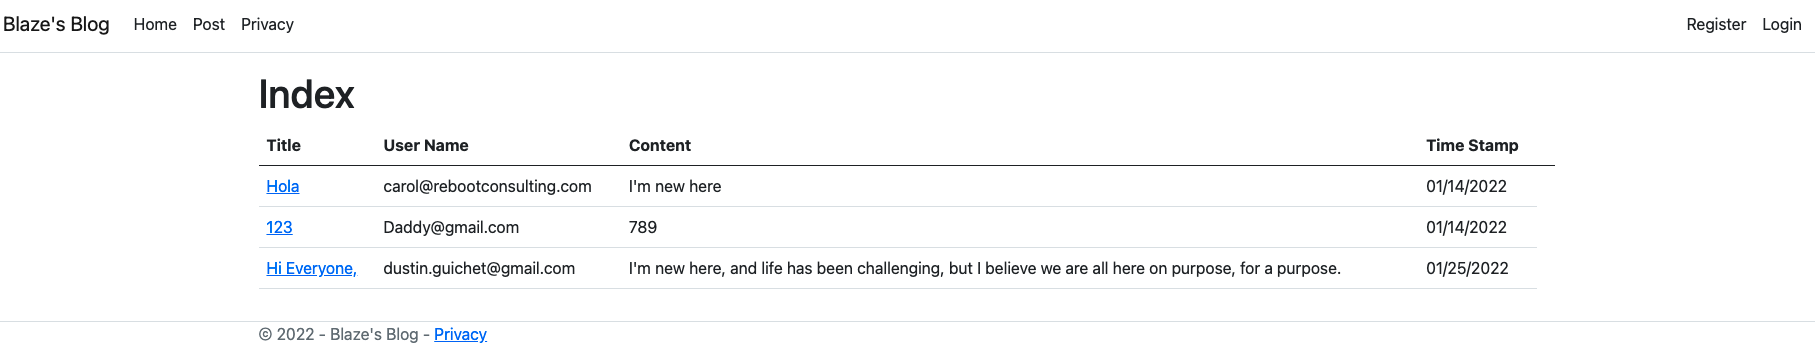 Blaze's Blog Home Post Privacy Register Login
Index
Title User Name Content Time Stamp
Hola carol@rebootconsulting.com I'm new here 01/14/2022
123 Daddy@gmail.com 789 01/14/2022
Hi Everyone, dustin.guichet@gmail.com I'm new here, and life has been challenging, but I believe we are all here on purpose, for a purpose. 01/25/2022
© 2022 - Blaze's Blog - Privacy